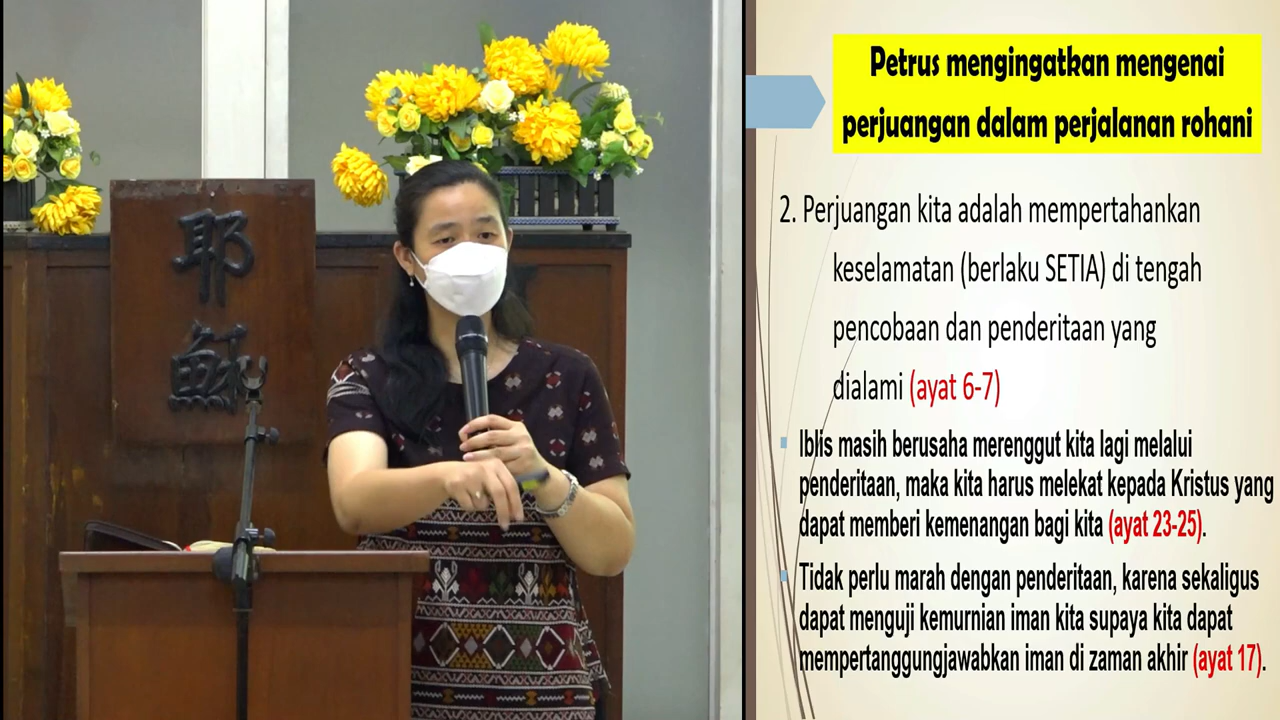 耶
穌
Petrus mengingatkan mengenai
perjuangan dalam perjalanan rohani
2. Perjuangan kita adalah mempertahankan
keselamatan (berlaku SETIA) di tengah
pencobaan dan penderitaan yang
dialami (ayat 6-7)
Iblis masih berusaha merenggut kita lagi melalui
penderitaan, maka kita harus melekat kepada Kristus yang
dapat memberi kemenangan bagi kita (ayat 23-25).
Tidak perlu marah dengan penderitaan, karena sekaligus
dapat menguji kemurnian iman kita supaya kita dapat
mempertanggungjawabkan iman di zaman akhir (ayat 17).